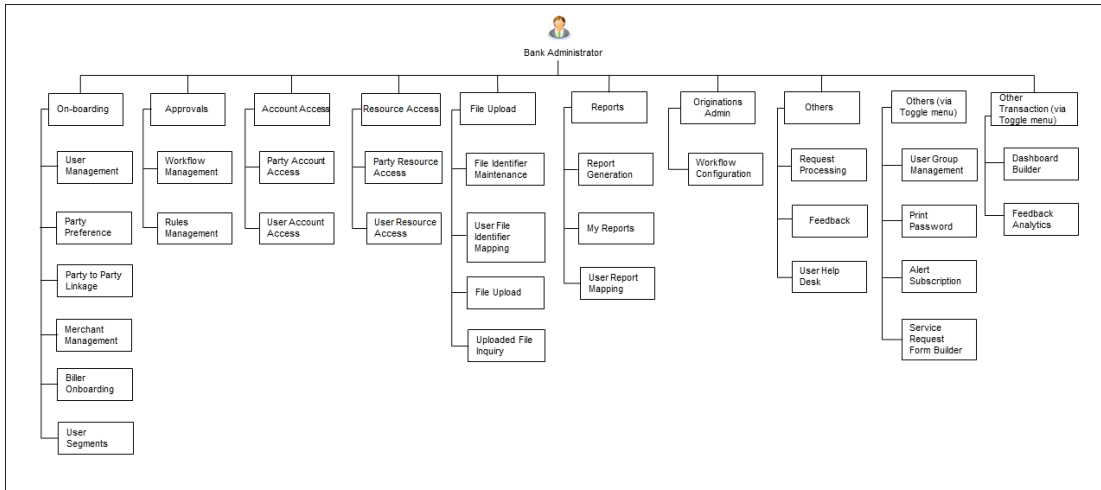 Bank Administrator
On-boarding
User
Management
Party
Preference
Party to Party
Linkage
Merchant
Management
Biller
Onboarding
User
Segments
Approvals
Workflow
Management
Rules
Management
Account Access
Party Account
Access
User Account
Access
Resource Access
Party Resource
Access
User Resource
Access
File Upload
File Identifier
Maintenance
User File
Identifier
Mapping
File Upload
Uploaded File
Inquiry
Reports
Report
Generation
My Reports
User Report
Mapping
Originations
Admin
Workflow
Configuration
Others
Request
Processing
Feedback
User Help
Desk
Others (via
Toggle menu)
User Group
Management
Print
Password
Alert
Subscription
Service
Request
Form Builder
Other
Transaction (via
Toggle menu)
Dashboard
Builder
Feedback
Analytics